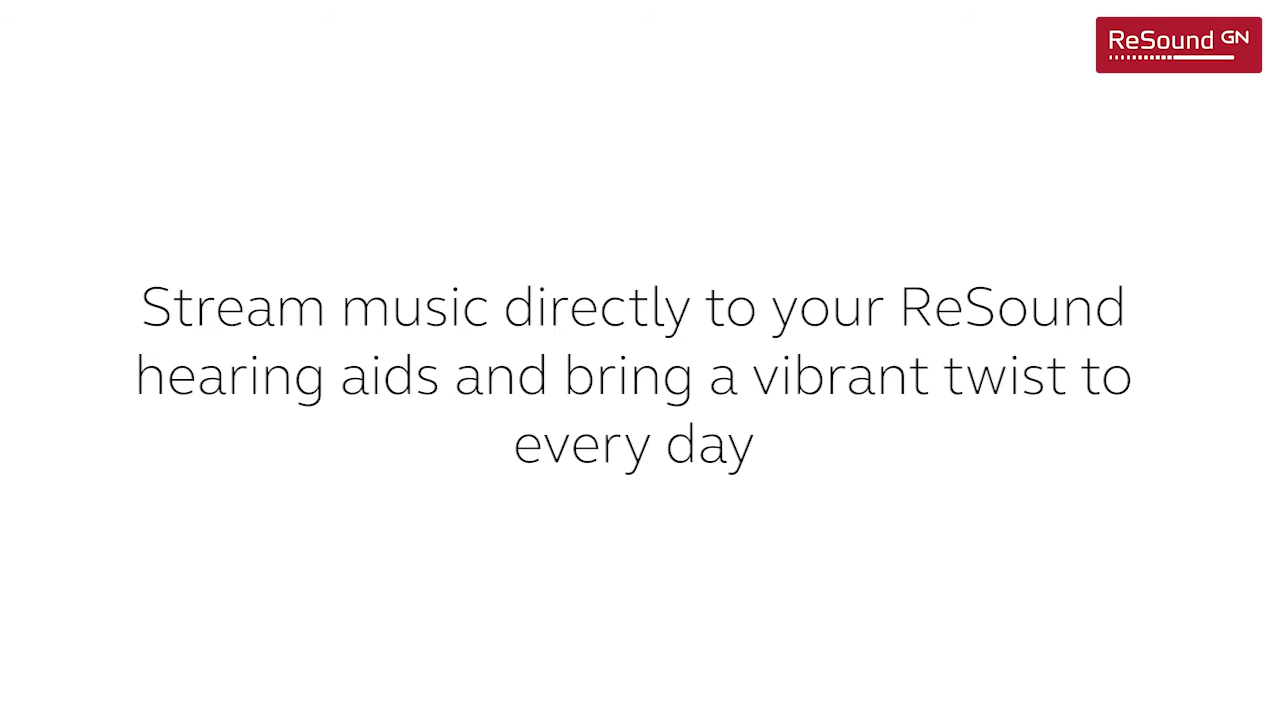 ReSound GN
Stream music directly to your ReSound
hearing aids and bring a vibrant twist to
every day